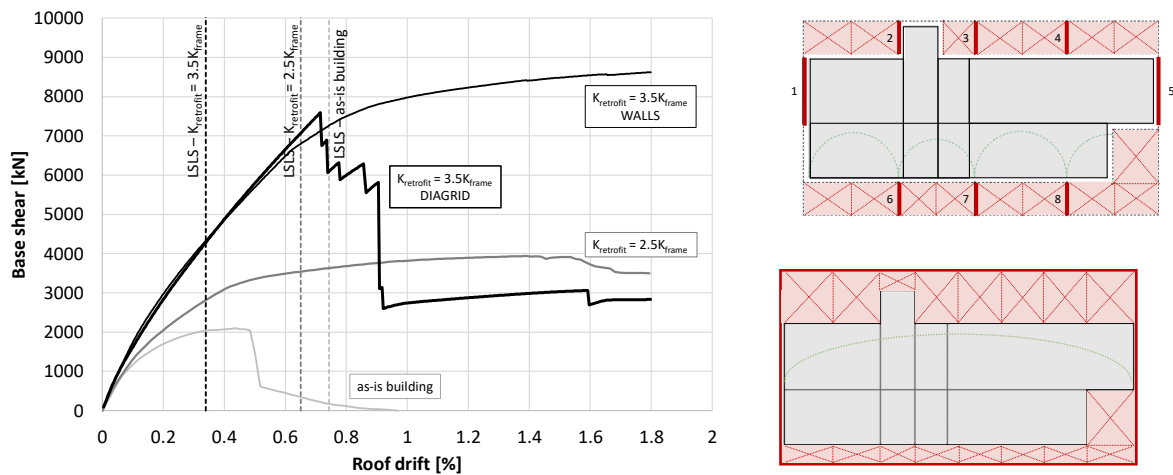 Base shear [kN]
10000
9000
8000
7000
6000
5000
4000
3000
2000
1000
0
LSLS – Kretrofit = 3.5Kframe
LSLS – Kretrofit = 2.5Kframe
LSLS – as-is building
Kretrofit = 3.5Kframe
WALLS
Kretrofit = 3.5Kframe
DIAGRID
Kretrofit = 2.5Kframe
as-is building
0 0.2 0.4 0.6 0.8 1 1.2 1.4 1.6 1.8 2
Roof drift [%]
2 3 4
1 5
6 7 8